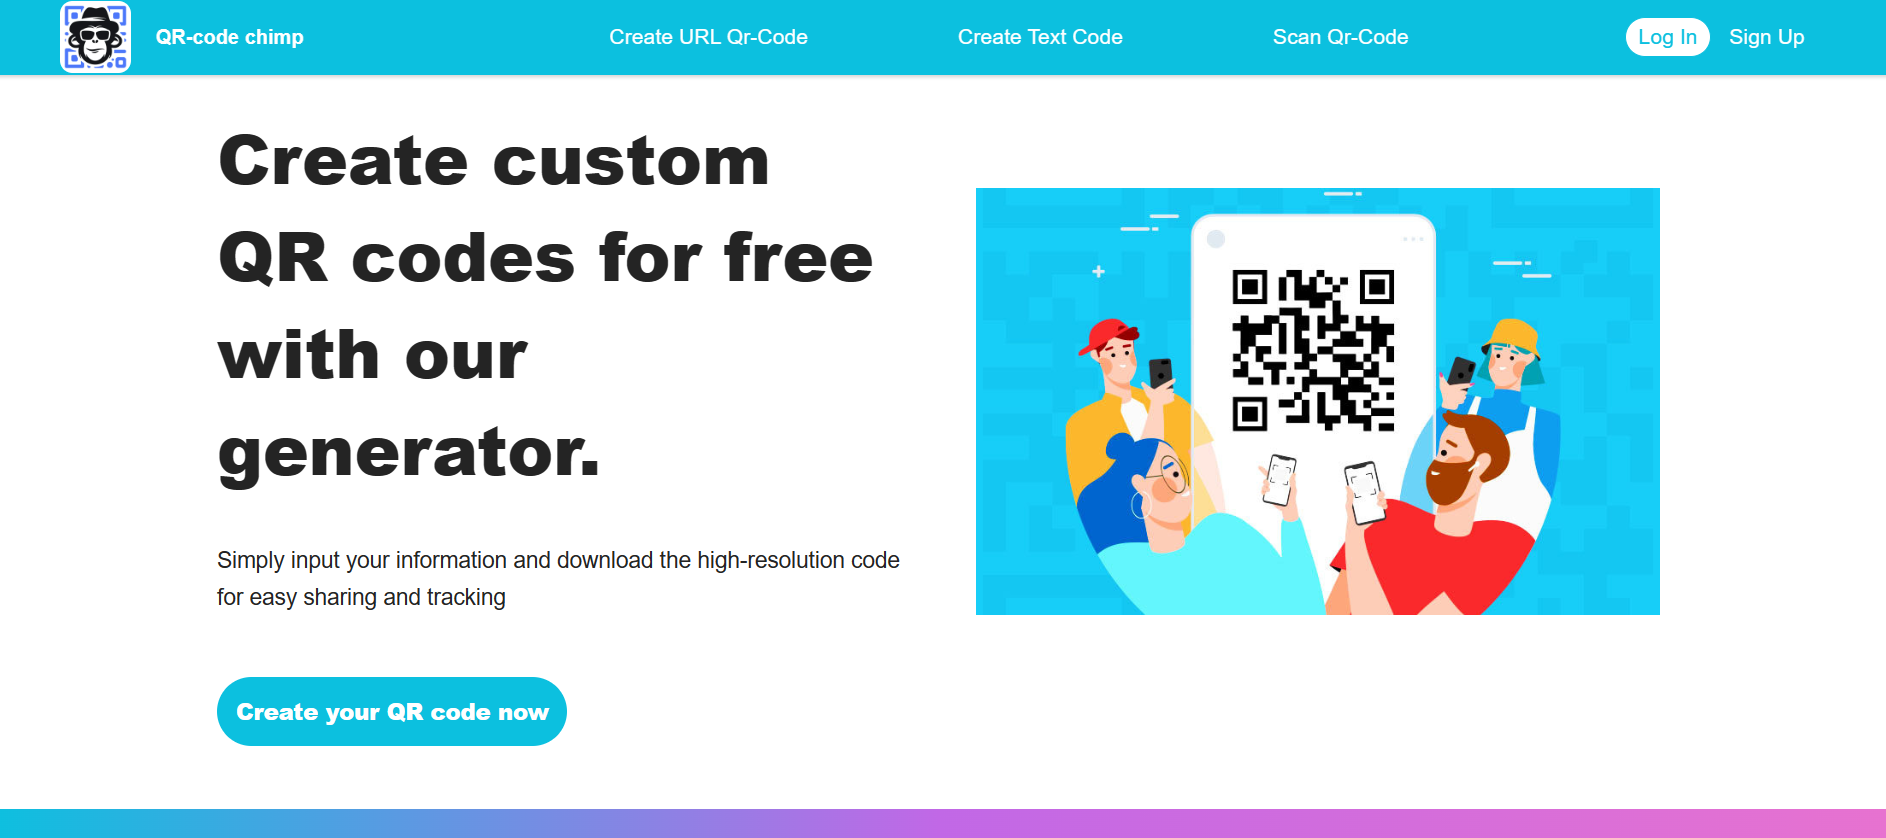 QR-code chimp
Create URL Qr-Code
Create Text Code
Scan Qr-Code
Log In
Sign Up
Create custom
QR codes for free
with our
generator.
Simply input your information and download the high-resolution code
for easy sharing and tracking
Create your QR code now